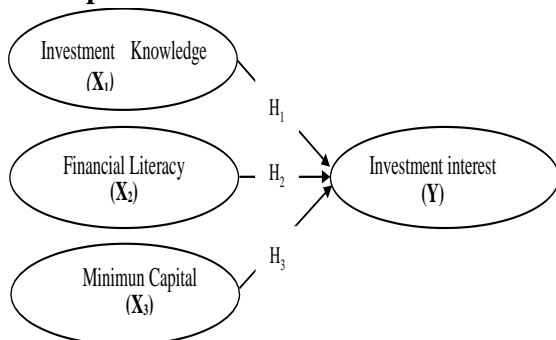 Investment Knowledge
(X₁)
H₁
Financial Literacy
(X₂)
H₂
Investment interest
(Y)
H₃
Minimun Capital
(X₃)